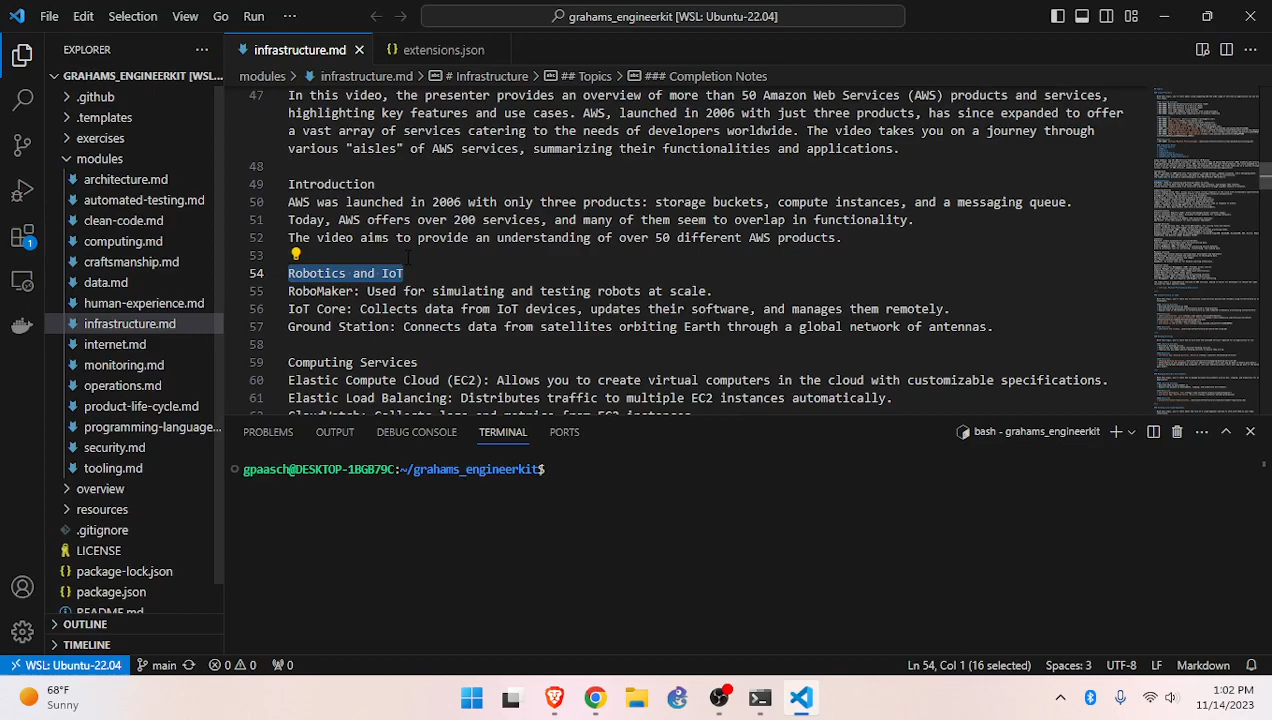 File Edit Selection View Go Run ···
grahams_engineerkit [WSL: Ubuntu-22.04]
EXPLORER
GRAHAMS_ENGINEERKIT [WSL...
.github
.templates
exercises
modules
architecture.md
automated-testing.md
clean-code.md
computing.md
craftsmanship.md
data.md
human-experience.md
infrastructure.md
internet.md
monitoring.md
operations.md
product-life-cycle.md
programming-language...
security.md
tooling.md
overview
resources
.gitignore
LICENSE
package-lock.json
package.json
README.md
OUTLINE
TIMELINE
1
infrastructure.md
{} extensions.json
modules > infrastructure.md > # Infrastructure > ## Topics > ### Completion Notes
47 In this video, the presenter provides an overview of more than 50 Amazon Web Services (AWS) products and services,
highlighting key features and use cases. AWS, launched in 2006 with just three products, has since expanded to offer
a vast array of services catering to the needs of developers worldwide. The video takes you on a journey through
various "aisles" of AWS services, summarizing their functionalities and applications.
48
49 Introduction
50 AWS was launched in 2006 with only three products: storage buckets, compute instances, and a messaging queue.
51 Today, AWS offers over 200 services, and many of them seem to overlap in functionality.
52 The video aims to provide an understanding of over 50 different AWS products.
53
54 Robotics and IoT
55 RoboMaker: Used for simulating and testing robots at scale.
56 IoT Core: Collects data from IoT devices, updates their software, and manages them remotely.
57 Ground Station: Connects to from satellites orbiting Earth through a global network of antennas.
58
59 Computing Services
60 Elastic Compute Cloud (EC2): Allows you to create virtual computers in the cloud with customizable specifications.
61 Elastic Load Balancing: Distributes traffic to multiple EC2 instances automatically.
PROBLEMS OUTPUT DEBUG CONSOLE TERMINAL PORTS
bash - grahams_engineerkit
gpaasch@DESKTOP-1BGB79C:~/grahams_engineerkit$
WSL: Ubuntu-22.04 main 0 0 0
Ln 54, Col 1 (16 selected) Spaces: 3 UTF-8 LF Markdown
68°F
Sunny
1:02 PM
11/14/2023